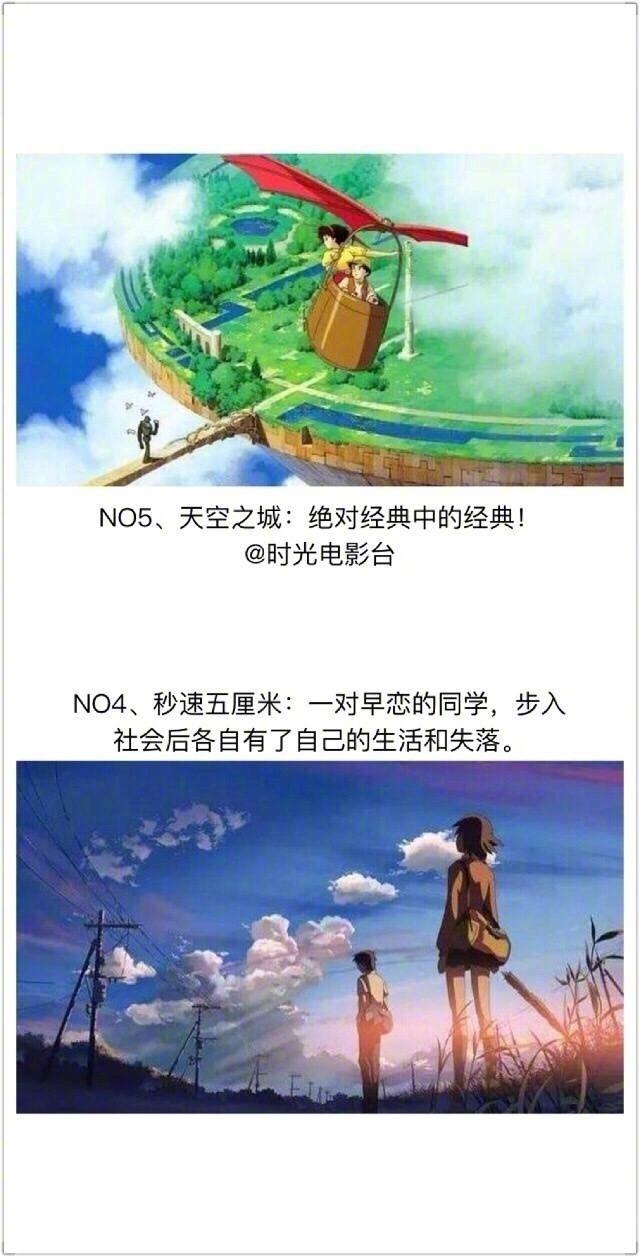 NO5、天空之城：绝对经典中的经典！
@时光电影台
NO4、秒速五厘米：一对早恋的同学，步入
社会后各自有了自己的生活和失落。